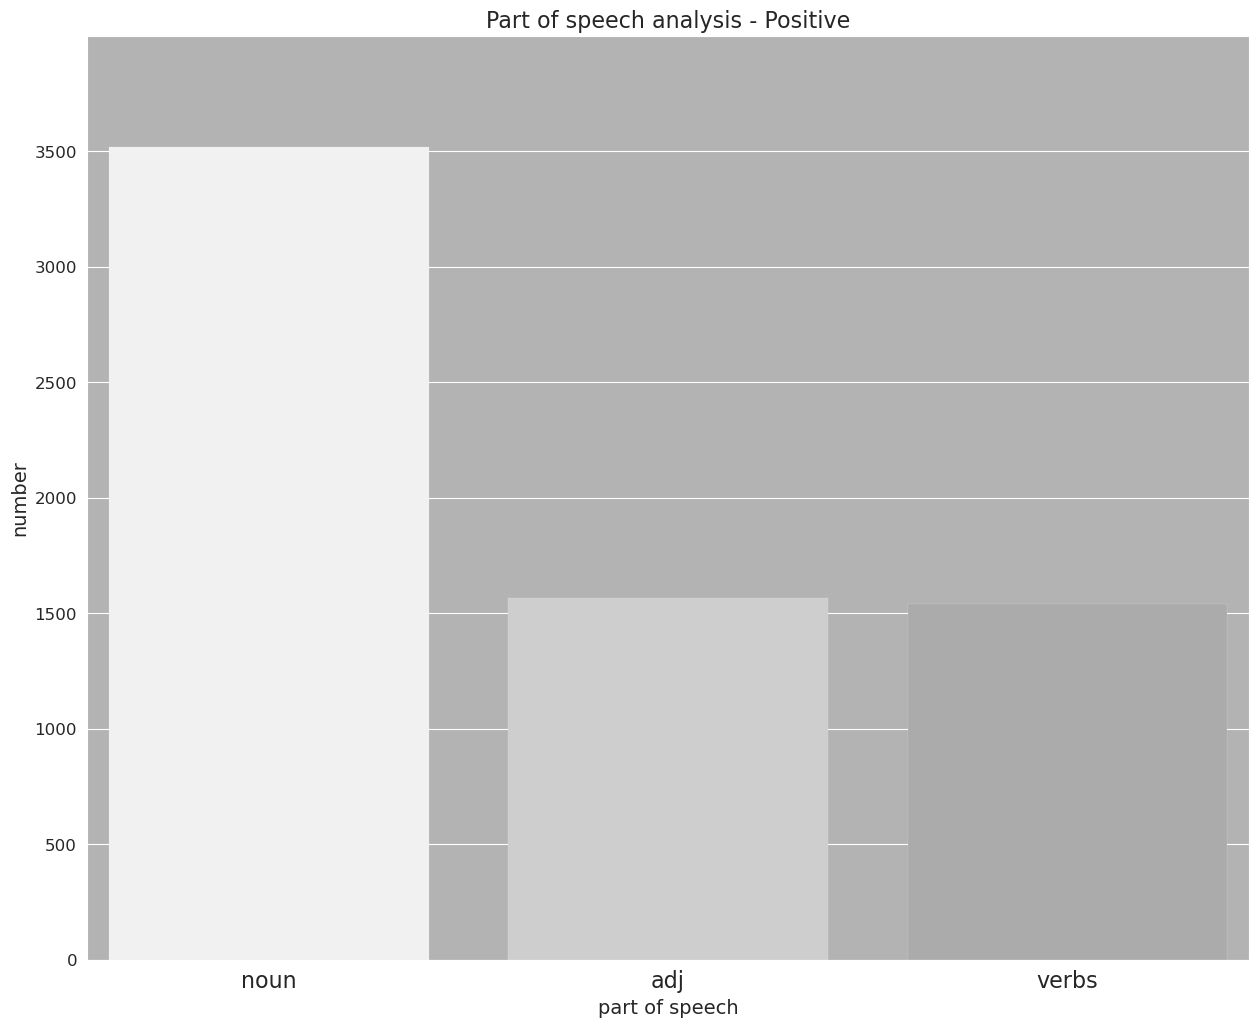 Part of speech analysis - Positive
3500
3000
2500
2000
1500
1000
500
0
number
noun
adj
verbs
part of speech